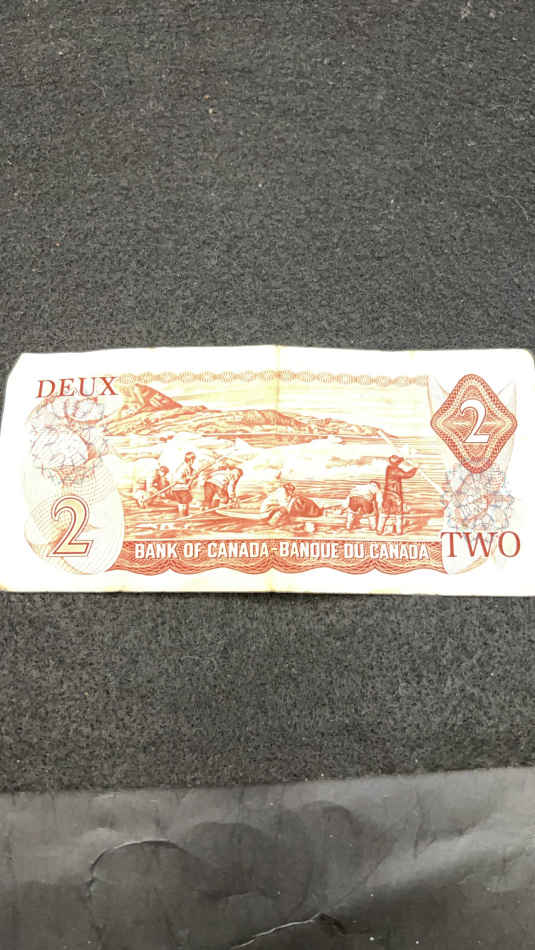 DEUX
2
2
BANK OF CANADA-BANQUE DU CANADA
TWO